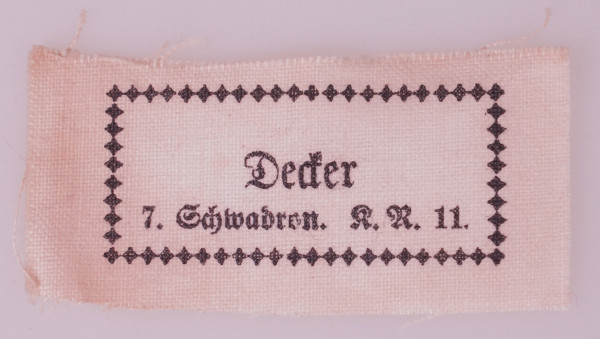 Decker
7. Schwadron. K. R. 11.